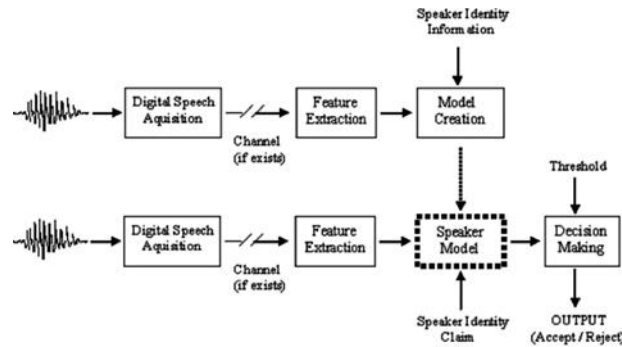 Speaker Identity
Information
Digital Speech
Aquisition
Feature
Extraction
Model
Creation
Channel
(if exists)
Threshold
Digital Speech
Aquisition
Feature
Extraction
Speaker
Model
Decision
Making
Channel
(if exists)
Speaker Identity
Claim
OUTPUT
(Accept / Reject)